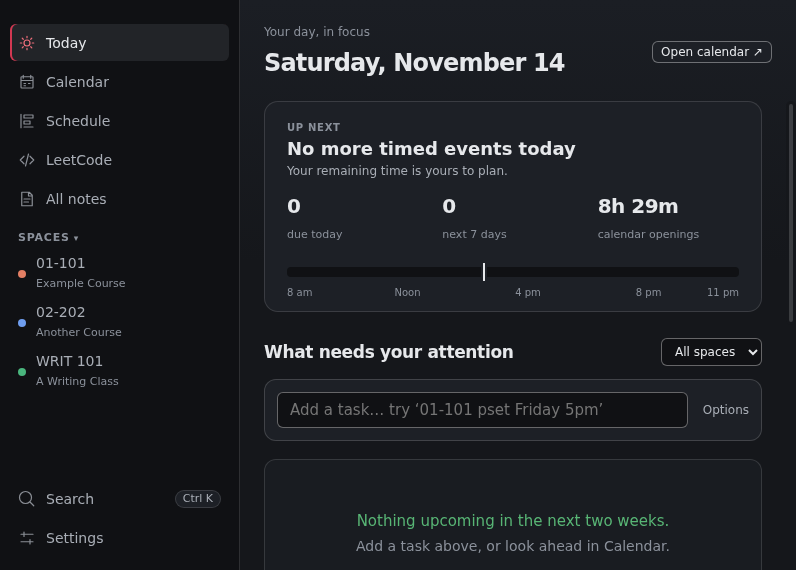 Today
Calendar
Schedule
LeetCode
All notes
SPACES ▾
01-101
Example Course
02-202
Another Course
WRIT 101
A Writing Class
Search Ctrl K
Settings
Your day, in focus
Saturday, November 14
Open calendar ↗
UP NEXT
No more timed events today
Your remaining time is yours to plan.
0 0 8h 29m
due today next 7 days calendar openings
8 am Noon 4 pm 8 pm 11 pm
What needs your attention
All spaces
Add a task… try ‘01-101 pset Friday 5pm’
Options
Nothing upcoming in the next two weeks.
Add a task above, or look ahead in Calendar.